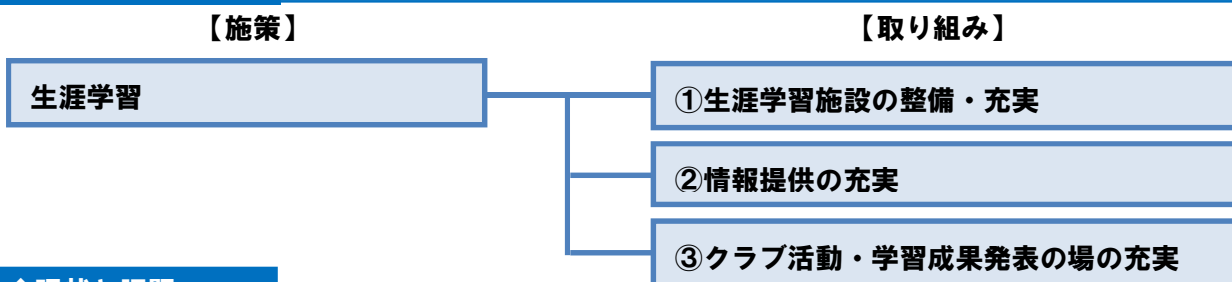 【施策】 【取り組み】
生涯学習
①生涯学習施設の整備・充実
②情報提供の充実
③クラブ活動・学習成果発表の場の充実